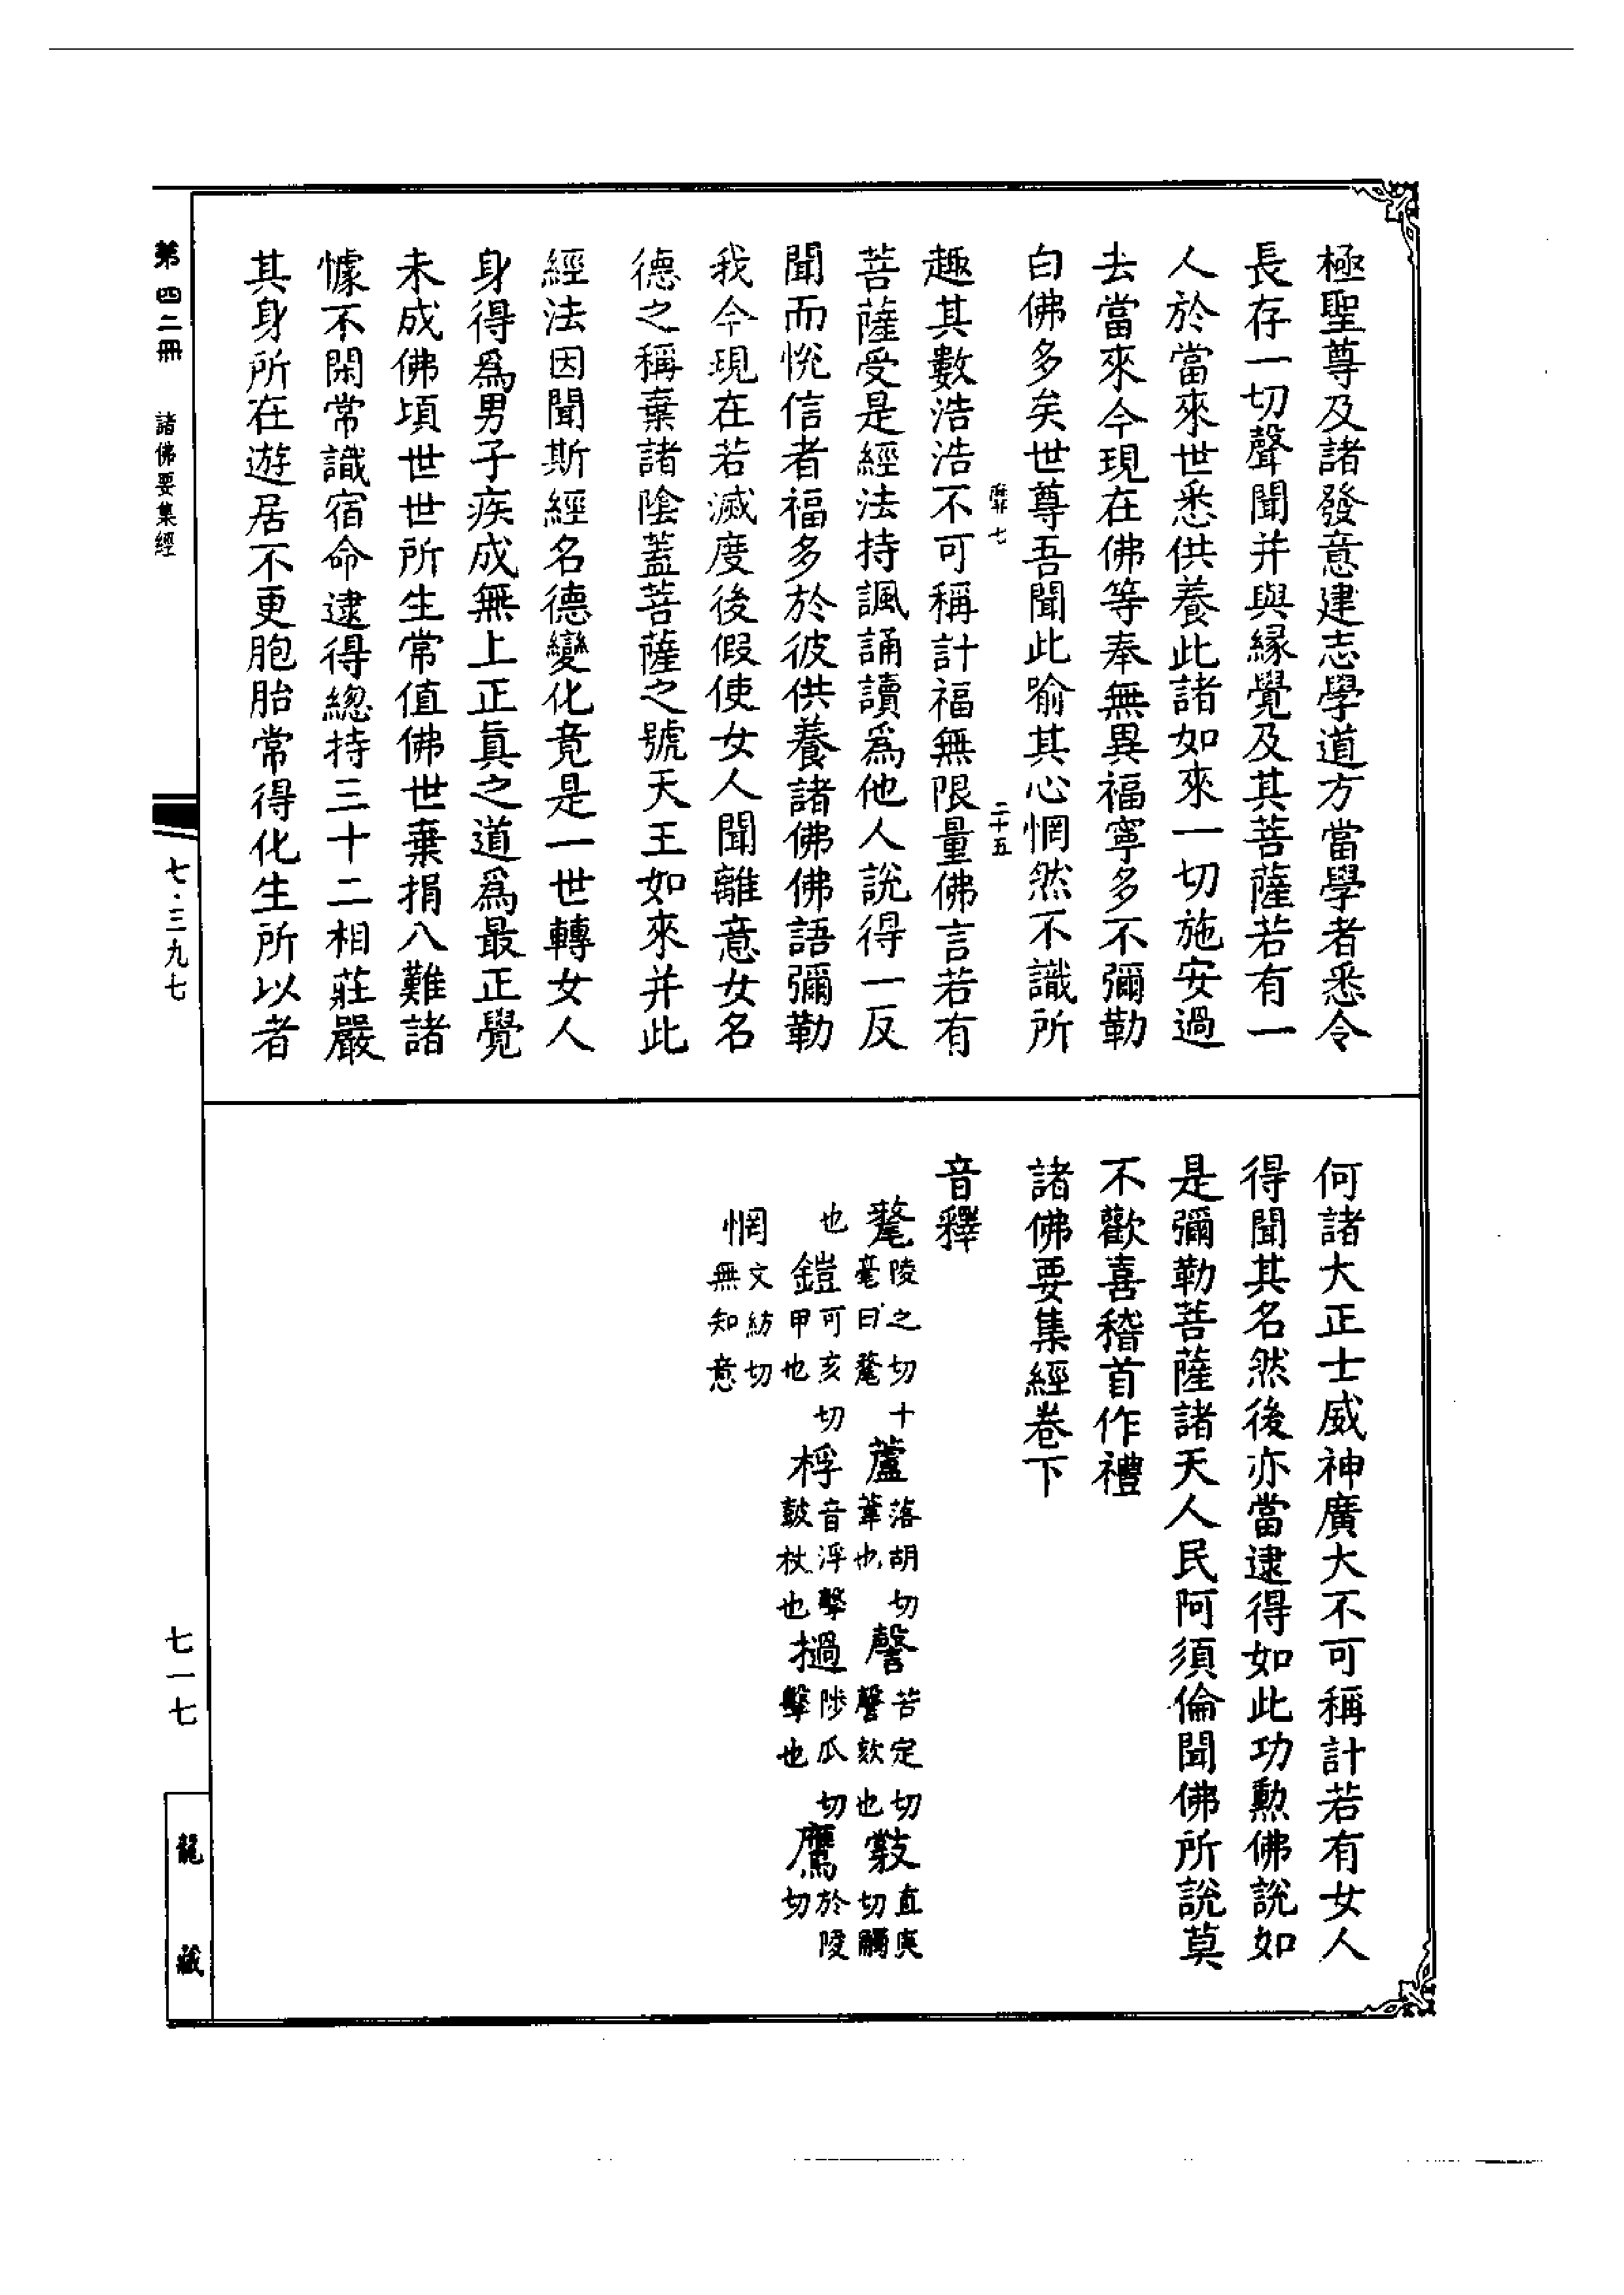 極聖尊及諸發意建志學道方當學者悉令
長存一切聲聞并與緣覺及其菩薩若有一
人於當來世悉供養此諸如來一切施安過
去當來今現在佛等奉無異福寧多不彌勒
白佛多矣世尊吾聞此喻其心惘然不識所
靡七 二十五
趣其數浩浩不可稱計福無限量佛言若有
菩薩受是經法持諷誦讀爲他人說得一反
聞而悅信者福多於彼供養諸佛佛語彌勒
我今現在若滅度後假使女人聞離意女名
德之稱棄諸陰蓋菩薩之號天王如來并此
經法因聞斯經名德變化竟是一世轉女人
身得爲男子疾成無上正真之道爲最正覺
未成佛頃世世所生常值佛世棄捐八難諸
懅不閑常識宿命逮得總持三十二相莊嚴
其身所在遊居不更胞胎常得化生所以者
何諸大正士威神廣大不可稱計若有女人
得聞其名然後亦當逮得如此功勲佛說如
是彌勒菩薩諸天人民阿須倫聞佛所說莫
不歡喜稽首作禮
諸佛要集經卷下
音釋
氂陵之切十毫曰氂 蘆落胡切葦也 謦苦定切謦欬也 㲉直庚切觸
也 鎧可亥切甲也 桴音浮擊鼓杖也 撾陟瓜切擊也 鷹於陵切
惘文紡切無知意
第四二冊 諸佛要集經
七·三九七
七一七
龍藏